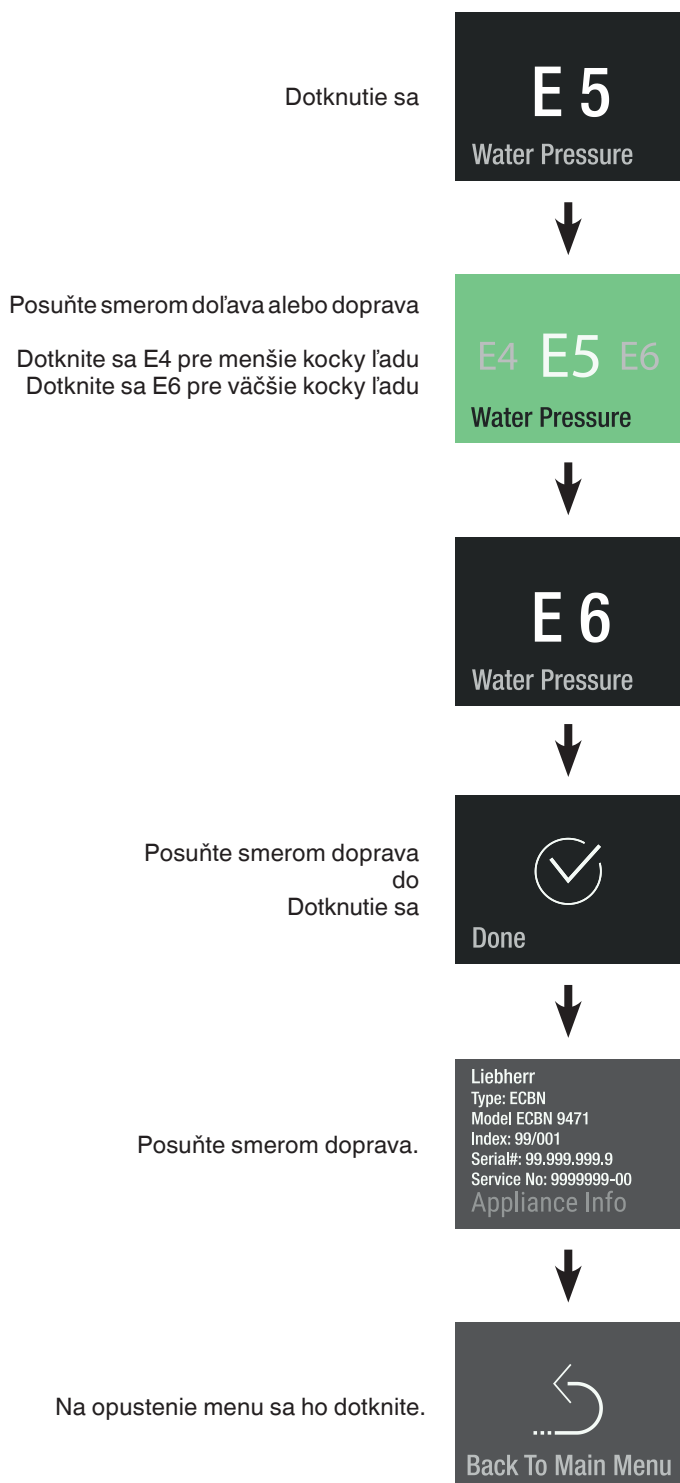 Dotknutie sa
E 5
Water Pressure
Posuňte smerom doľava alebo doprava
Dotknite sa E4 pre menšie kocky ľadu
Dotknite sa E6 pre väčšie kocky ľadu
E4 E5 E6
Water Pressure
E 6
Water Pressure
Posuňte smerom doprava
do
Dotknutie sa
Done
Posuňte smerom doprava.
Liebherr
Type: ECBN
Model ECBN 9471
Index: 99/001
Serial#: 99.999.999.9
Service No: 9999999-00
Appliance Info
Na opustenie menu sa ho dotknite.
Back To Main Menu